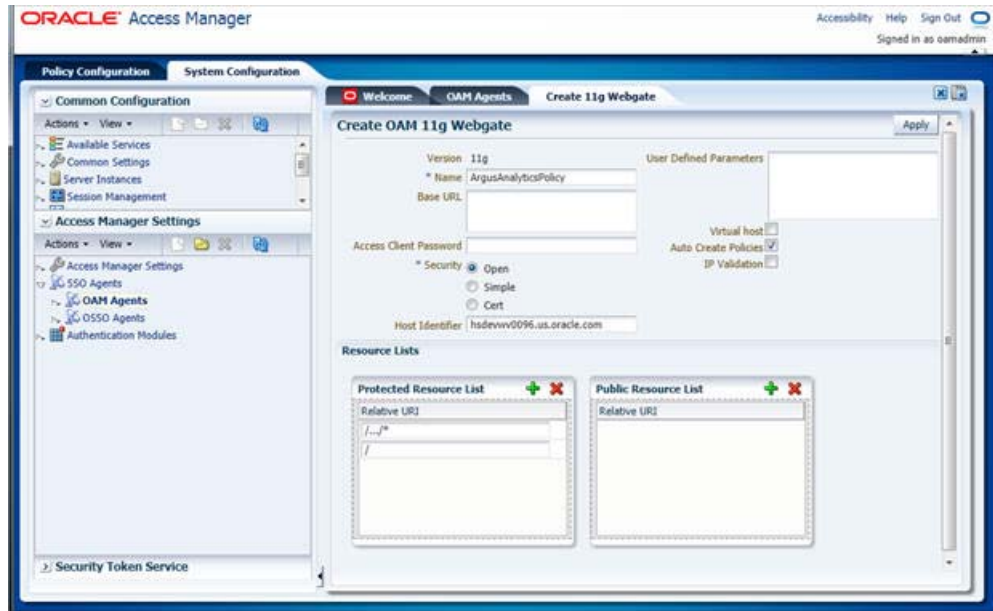 ORACLE Access Manager
Accessibility Help Sign Out
Signed in as oamadmin
Policy Configuration System Configuration
Common Configuration
Actions View
Available Services
Common Settings
Server Instances
Session Management
Access Manager Settings
Actions View
Access Manager Settings
SSO Agents
OAM Agents
OSSO Agents
Authentication Modules
Security Token Service
Welcome OAM Agents Create 11g Webgate
Create OAM 11g Webgate Apply
Version 11g
* Name ArgusAnalyticsPolicy
Base URL
Access Client Password
* Security Open
Simple
Cert
Host Identifier hsdevwv0096.us.oracle.com
User Defined Parameters
Virtual host
Auto Create Policies
IP Validation
Resource Lists
Protected Resource List
Relative URI
/.../*
/
Public Resource List
Relative URI